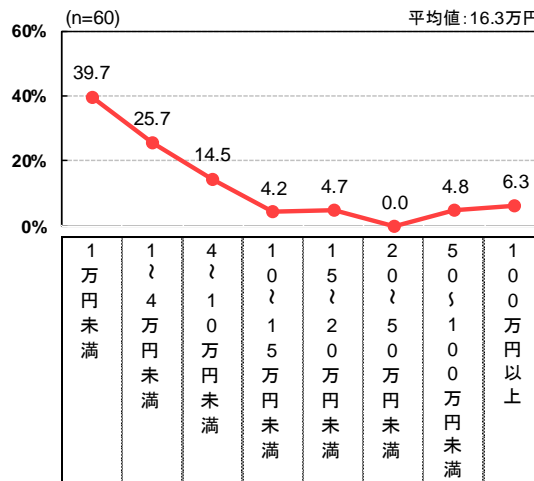 (n=60)
平均値:16.3万円
60%
40%
20%
0%
39.7
25.7
14.5
4.2
4.7
0.0
4.8
6.3
1万円未満
1~4万円未満
4~10万円未満
10~15万円未満
15~20万円未満
20~50万円未満
50~100万円未満
100万円以上